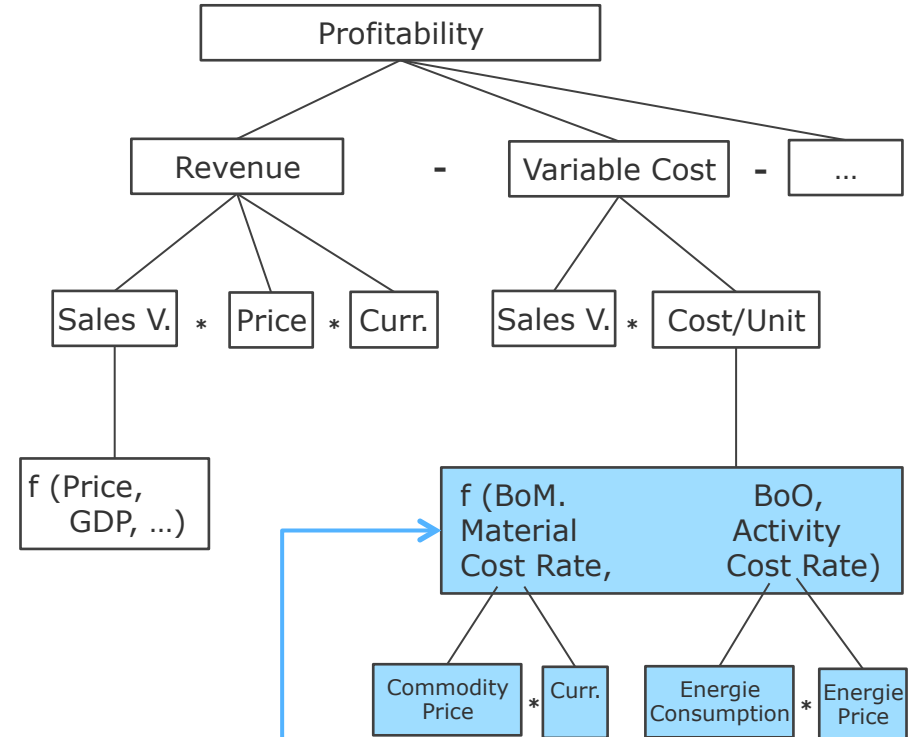 Profitability
Revenue - Variable Cost - ...
Sales V. * Price * Curr. Sales V. * Cost/Unit
f (Price,
GDP, ...)
f (BoM. BoO,
Material Activity
Cost Rate, Cost Rate)
Commodity
Price
*
Curr.
Energie
Consumption
*
Energie
Price